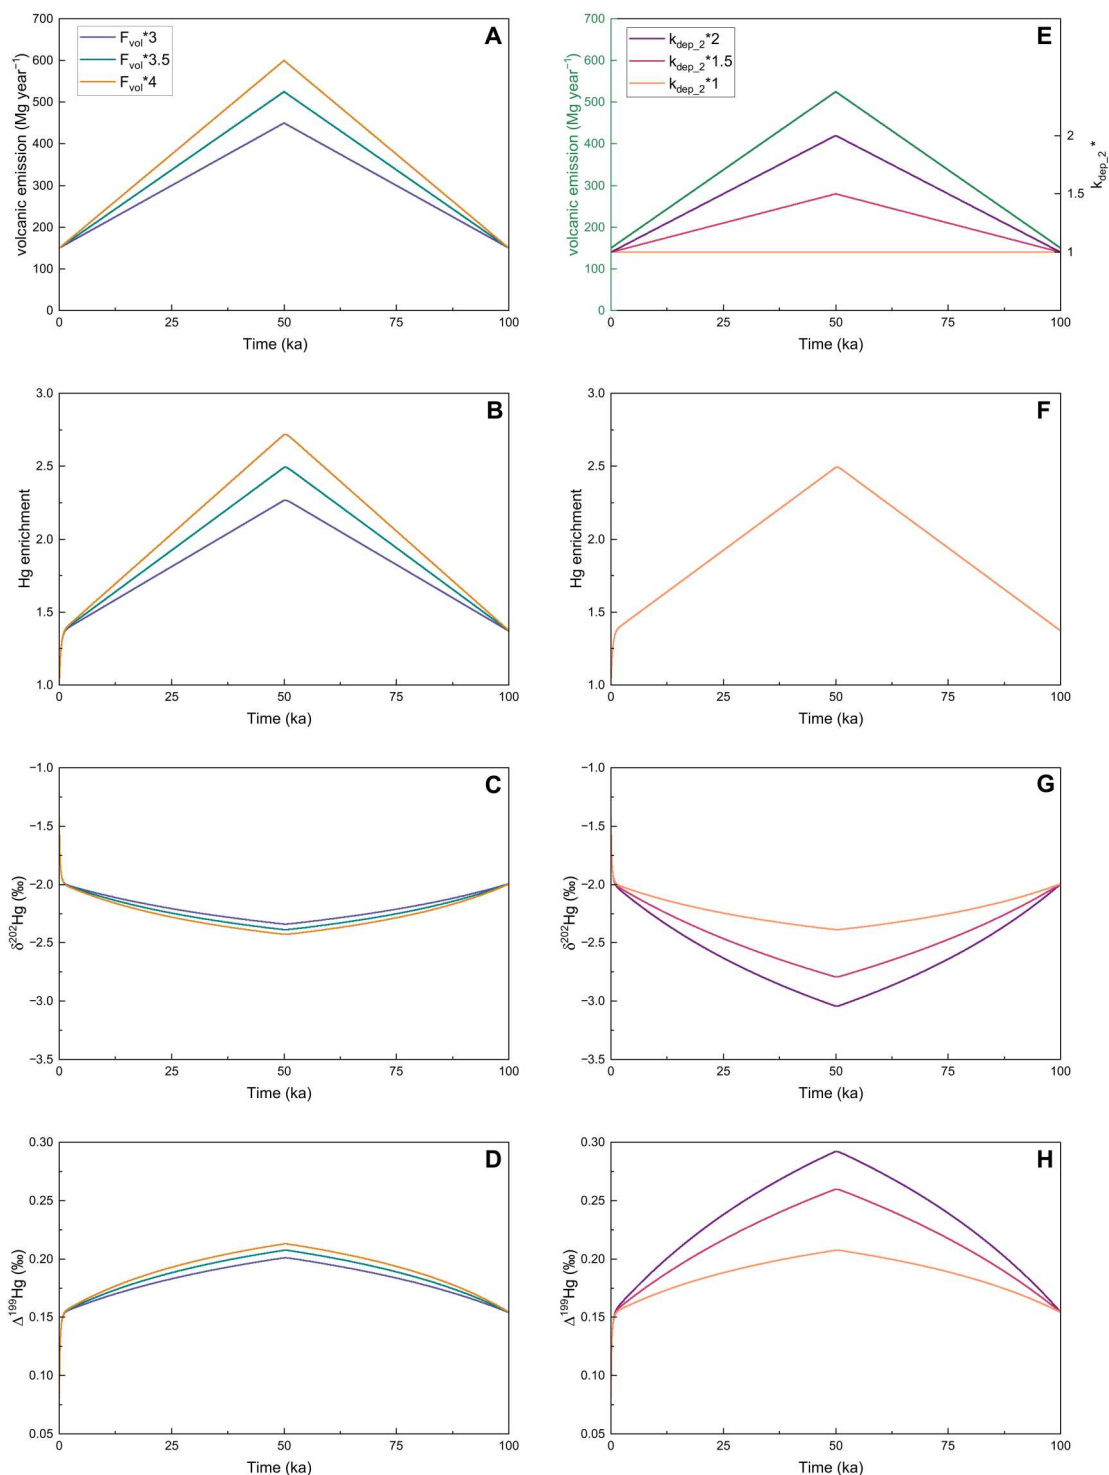 A
F_vol*3
F_vol*3.5
F_vol*4
700
600
500
400
300
200
100
0
volcanic emission (Mg year⁻¹)
0 25 50 75 100
Time (ka)
E
k_dep_2*2
k_dep_2*1.5
k_dep_2*1
700
600
500
400
300
200
100
0
volcanic emission (Mg year⁻¹)
2
1.5
1
k_dep_2*
0 25 50 75 100
Time (ka)
B
3.0
2.5
2.0
1.5
1.0
Hg enrichment
0 25 50 75 100
Time (ka)
F
3.0
2.5
2.0
1.5
1.0
Hg enrichment
0 25 50 75 100
Time (ka)
C
−1.0
−1.5
−2.0
−2.5
−3.0
−3.5
δ²⁰²Hg (‰)
0 25 50 75 100
Time (ka)
G
−1.0
−1.5
−2.0
−2.5
−3.0
−3.5
δ²⁰²Hg (‰)
0 25 50 75 100
Time (ka)
D
0.30
0.25
0.20
0.15
0.10
0.05
Δ¹⁹⁹Hg (‰)
0 25 50 75 100
Time (ka)
H
0.30
0.25
0.20
0.15
0.10
0.05
Δ¹⁹⁹Hg (‰)
0 25 50 75 100
Time (ka)